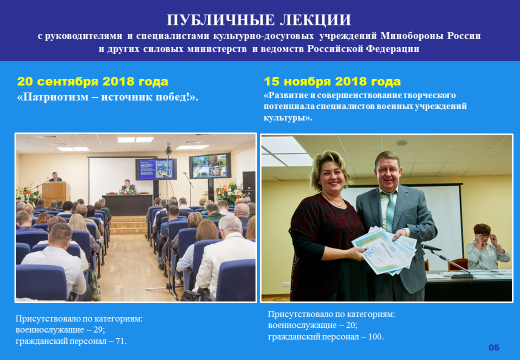 ПУБЛИЧНЫЕ ЛЕКЦИИ
с руководителями и специалистами культурно-досуговых учреждений Минобороны России
и других силовых министерств и ведомств Российской Федерации
20 сентября 2018 года
«Патриотизм – источник побед!».
15 ноября 2018 года
«Развитие и совершенствование творческого
потенциала специалистов военных учреждений
культуры».
Присутствовало по категориям:
военнослужащие – 29;
гражданский персонал – 71.
Присутствовало по категориям:
военнослужащие – 20;
гражданский персонал – 100.
05